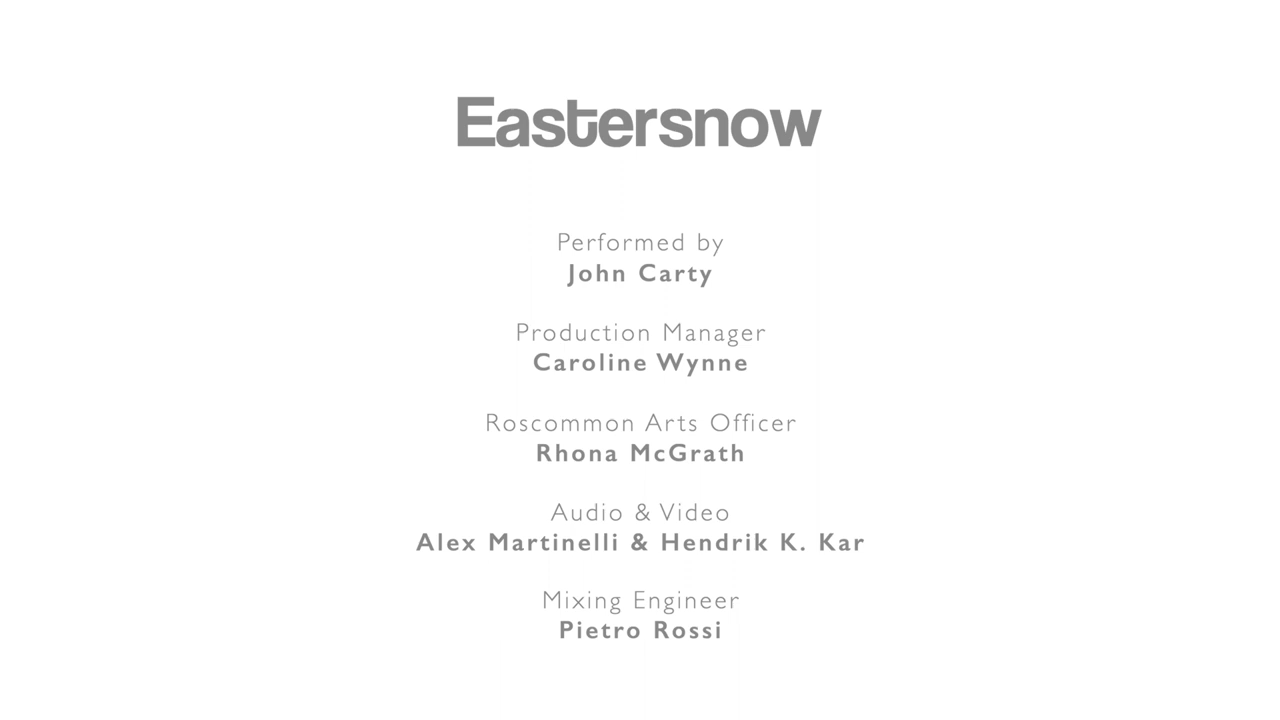 Eastersnow
Performed by
John Carty
Production Manager
Caroline Wynne
Roscommon Arts Officer
Rhona McGrath
Audio & Video
Alex Martinelli & Hendrik K. Kar
Mixing Engineer
Pietro Rossi